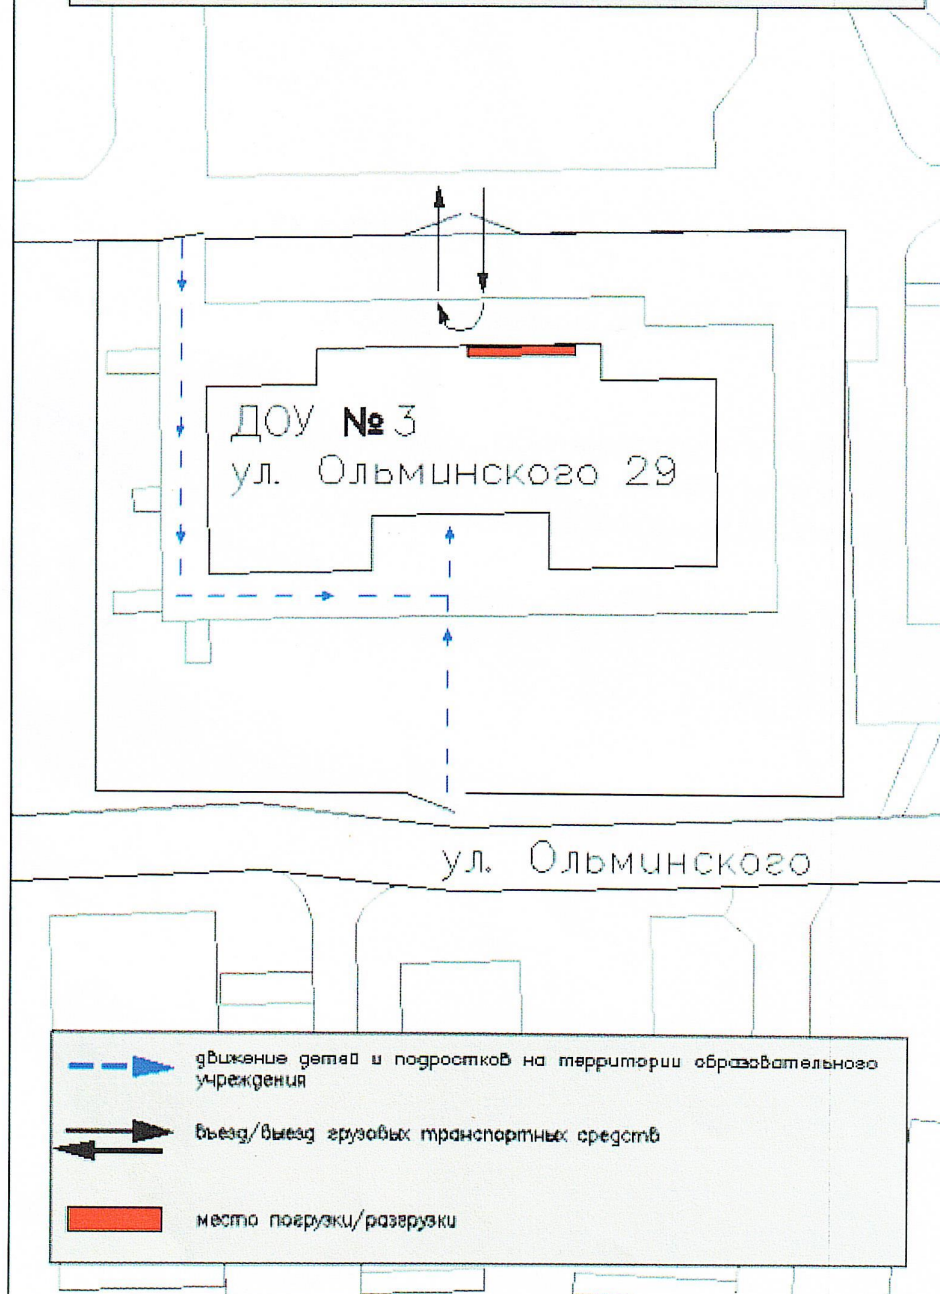 ДОУ № 3
ул. Ольминского 29
ул. Ольминского
движение детей и подростков на территории образовательного
учреждения
въезд/выезд грузовых транспортных средств
место погрузки/разгрузки